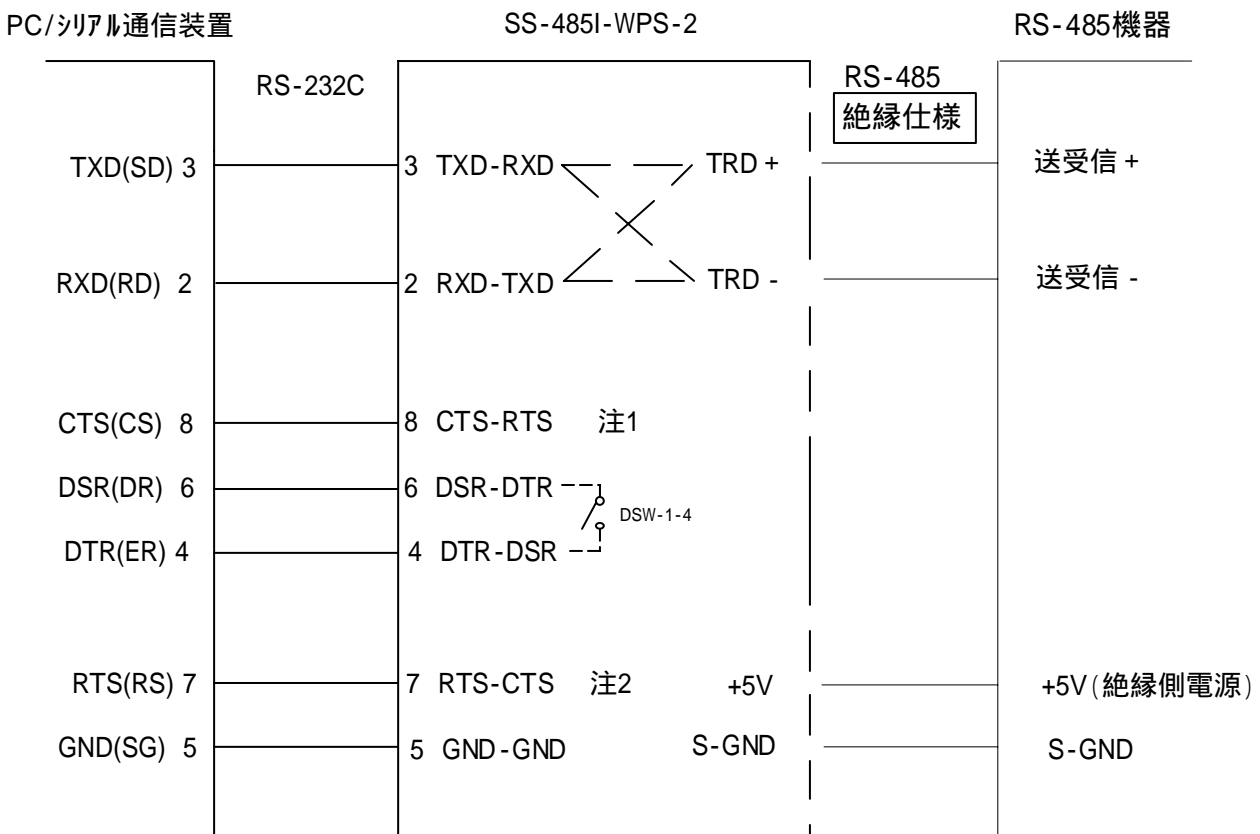 PC/ｼﾘｱﾙ通信装置 SS-485I-WPS-2 RS-485機器
RS-232C RS-485
絶縁仕様
TXD(SD) 3 3 TXD-RXD TRD + 送受信 +
RXD(RD) 2 2 RXD-TXD TRD - 送受信 -
CTS(CS) 8 8 CTS-RTS 注1
DSR(DR) 6 6 DSR-DTR
DSW-1-4
DTR(ER) 4 4 DTR-DSR
RTS(RS) 7 7 RTS-CTS 注2 +5V +5V(絶縁側電源)
GND(SG) 5 5 GND-GND S-GND S-GND